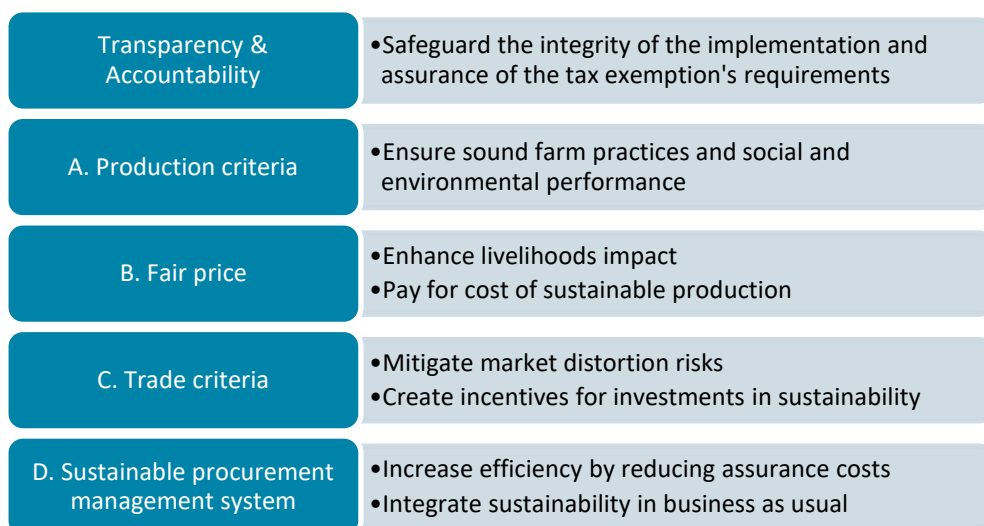 Transparency &
Accountability
•Safeguard the integrity of the implementation and
assurance of the tax exemption's requirements
A. Production criteria
•Ensure sound farm practices and social and
environmental performance
B. Fair price
•Enhance livelihoods impact
•Pay for cost of sustainable production
C. Trade criteria
•Mitigate market distortion risks
•Create incentives for investments in sustainability
D. Sustainable procurement
management system
•Increase efficiency by reducing assurance costs
•Integrate sustainability in business as usual